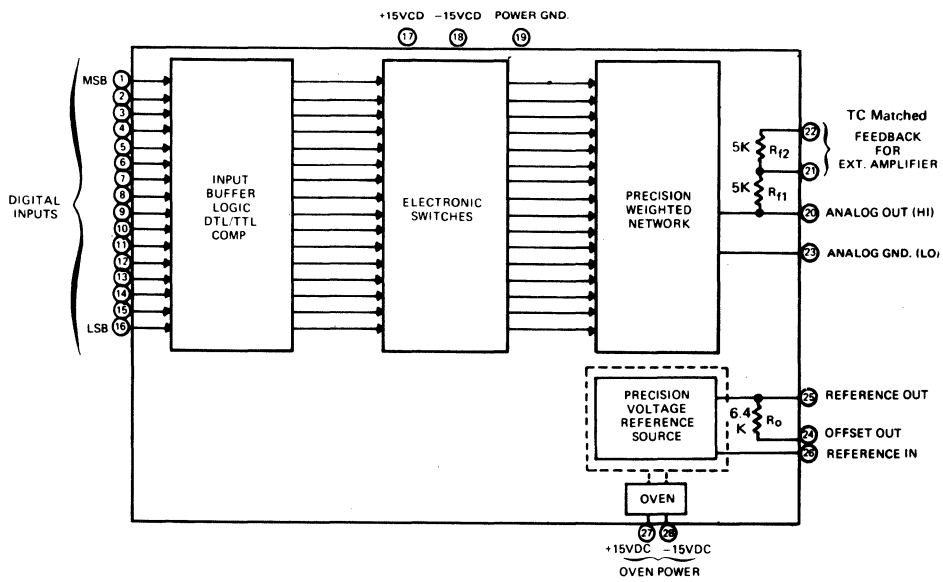 +15VCD -15VCD POWER GND.
17 18 19
MSB 1
2
3
4
5
6
7
8
9
10
11
12
13
14
15
LSB 16
DIGITAL
INPUTS
INPUT
BUFFER
LOGIC
DTL/TTL
COMP
ELECTRONIC
SWITCHES
PRECISION
WEIGHTED
NETWORK
TC Matched
FEEDBACK
FOR
EXT. AMPLIFIER
22
5K Rf2
21
5K Rf1
20 ANALOG OUT (HI)
23 ANALOG GND. (LO)
PRECISION
VOLTAGE
REFERENCE
SOURCE
25 REFERENCE OUT
6.4
K Ro
24 OFFSET OUT
26 REFERENCE IN
OVEN
27 28
+15VDC -15VDC
OVEN POWER